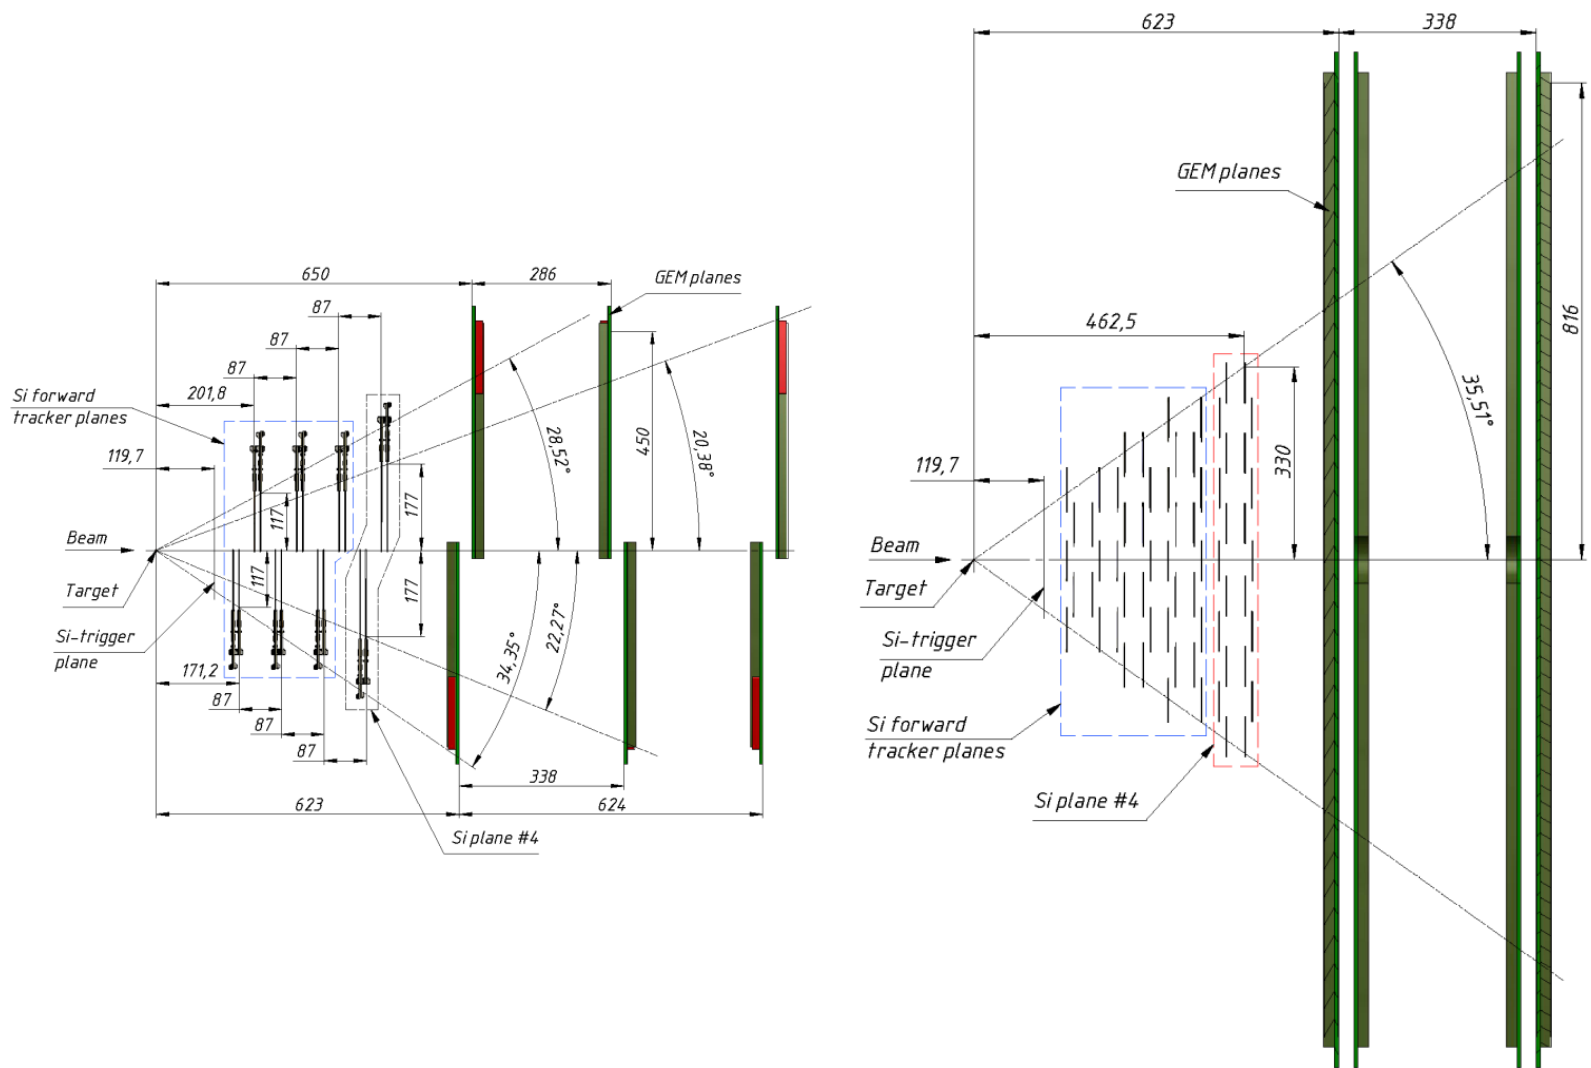 650
286
GEM planes
87
87
87
201,8
Si forward
tracker planes
119,7
28,52°
450
20,38°
117
177
Beam
Target
117
177
Si-trigger
plane
34,35°
22,27°
171,2
87
87
87
338
623
624
Si plane #4
623
338
GEM planes
816
462,5
35,51°
330
119,7
Beam
Target
Si-trigger
plane
Si forward
tracker planes
Si plane #4